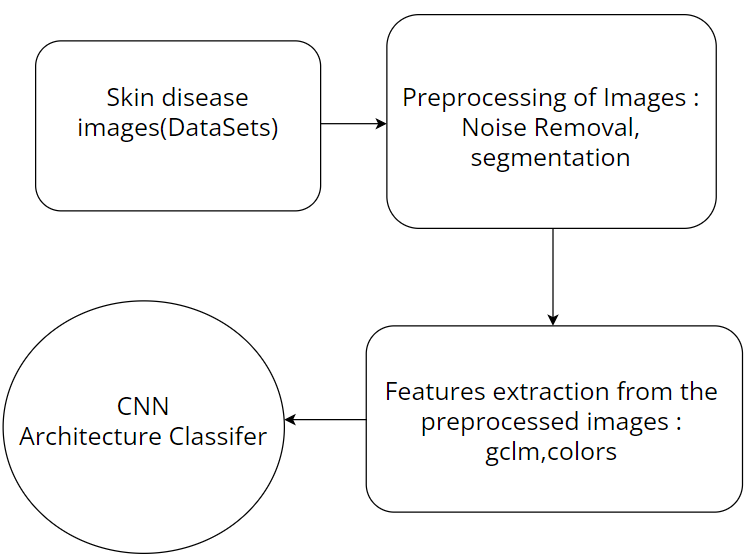 Skin disease
images(DataSets)
Preprocessing of Images :
Noise Removal,
segmentation
Features extraction from the
preprocessed images :
gclm,colors
CNN
Architecture Classifer